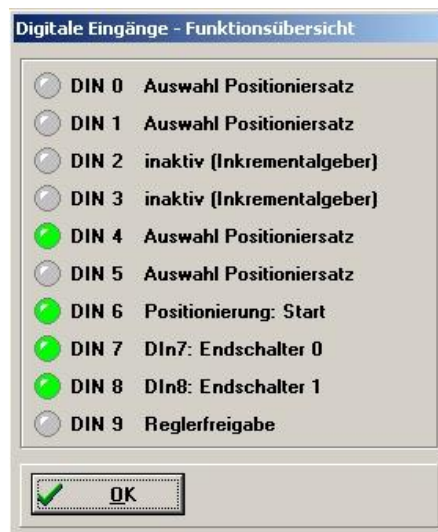 Digitale Eingänge - Funktionsübersicht
DIN 0 Auswahl Positioniersatz
DIN 1 Auswahl Positioniersatz
DIN 2 inaktiv (Inkrementalgeber)
DIN 3 inaktiv (Inkrementalgeber)
DIN 4 Auswahl Positioniersatz
DIN 5 Auswahl Positioniersatz
DIN 6 Positionierung: Start
DIN 7 DIn7: Endschalter 0
DIN 8 DIn8: Endschalter 1
DIN 9 Reglerfreigabe
OK